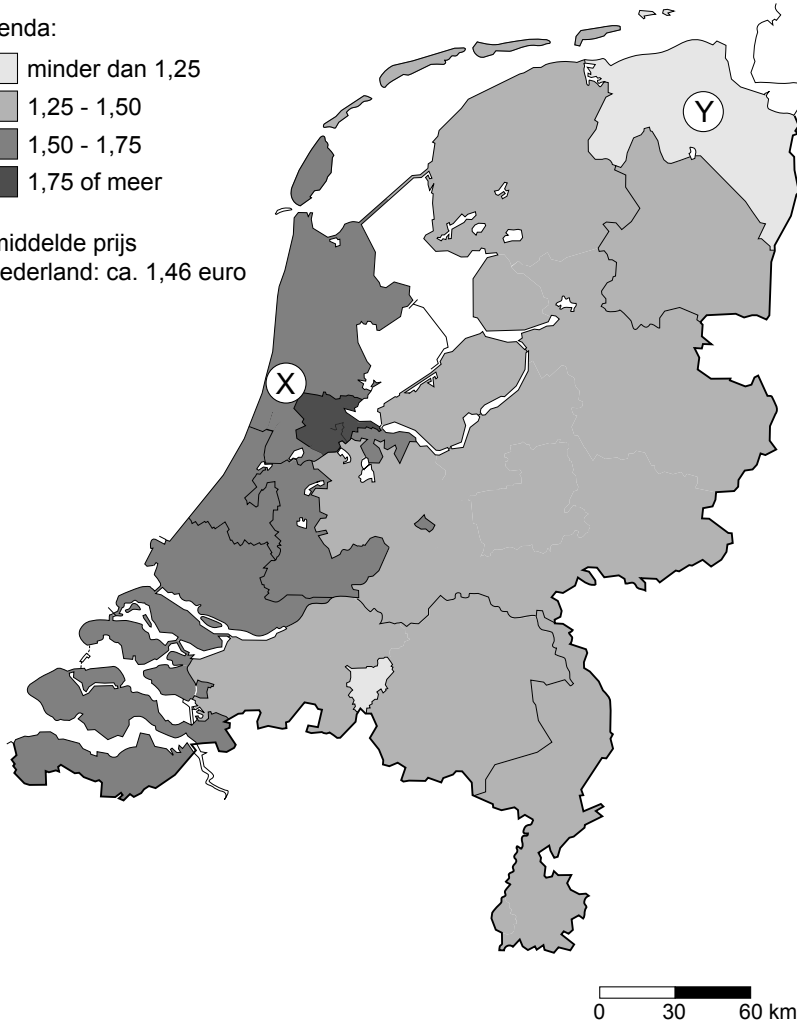 enda:
minder dan 1,25
1,25 - 1,50
1,50 - 1,75
1,75 of meer
middelde prijs
ederland: ca. 1,46 euro
X
Y
0 30 60 km